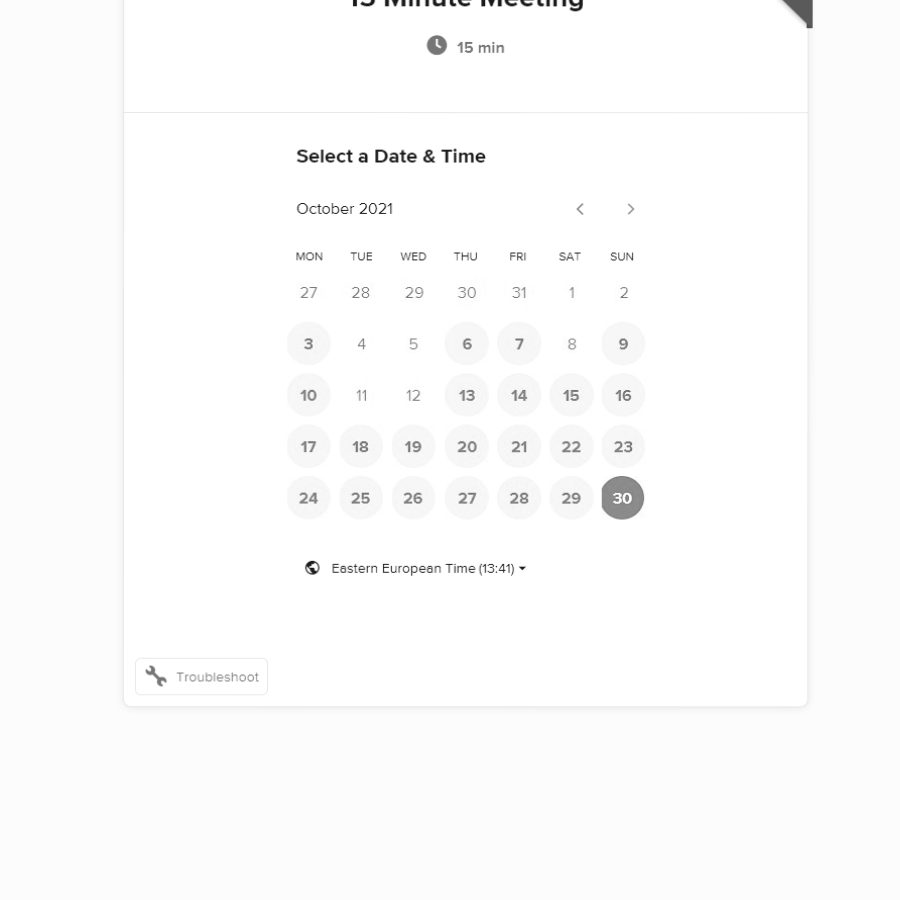 15 Minute Meeting
15 min
Select a Date & Time
October 2021
MON TUE WED THU FRI SAT SUN
27 28 29 30 31 1 2
3 4 5 6 7 8 9
10 11 12 13 14 15 16
17 18 19 20 21 22 23
24 25 26 27 28 29 30
Eastern European Time (13:41)
Troubleshoot